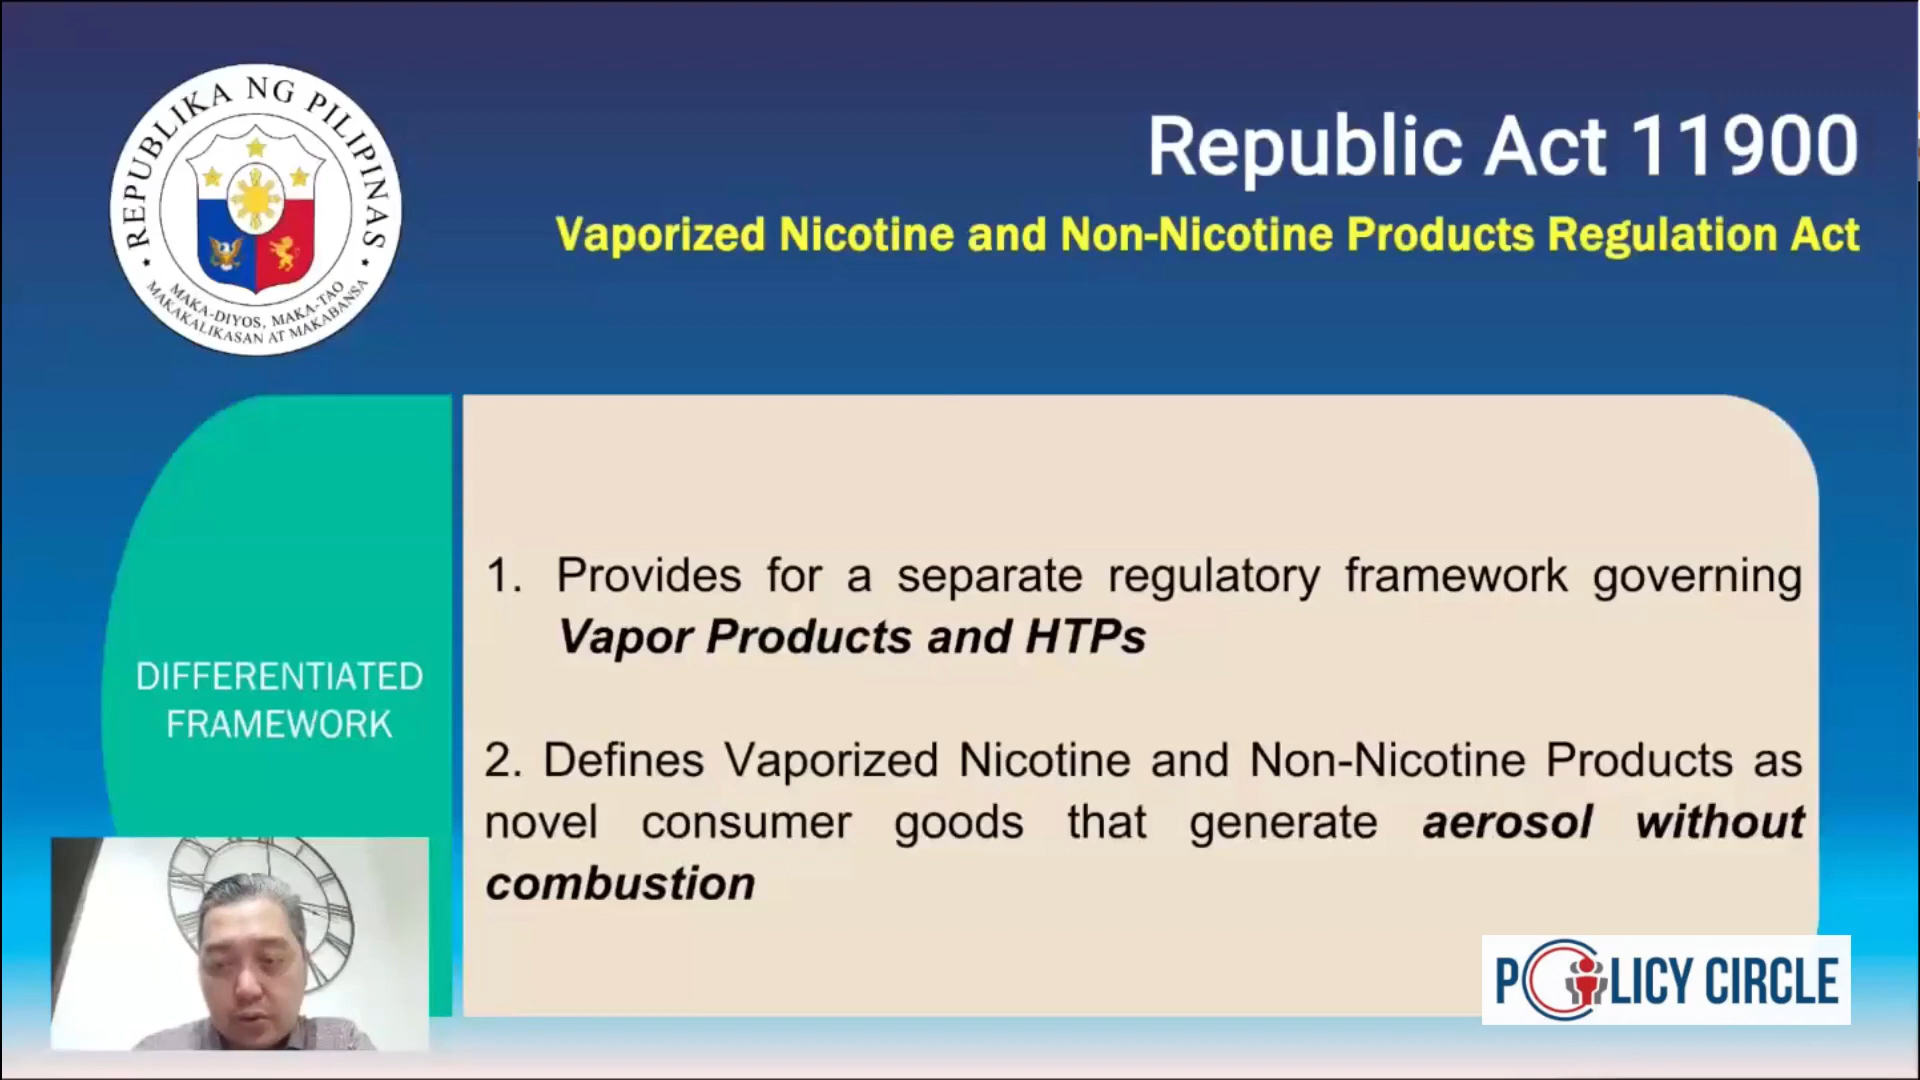 REPUBLIKA NG PILIPINAS
MAKA-DIYOS, MAKA-TAO
MAKAKALIKASAN AT MAKABANSA
Republic Act 11900
Vaporized Nicotine and Non-Nicotine Products Regulation Act
DIFFERENTIATED
FRAMEWORK
1. Provides for a separate regulatory framework governing
Vapor Products and HTPs
2. Defines Vaporized Nicotine and Non-Nicotine Products as
novel consumer goods that generate aerosol without
combustion
POLICY CIRCLE